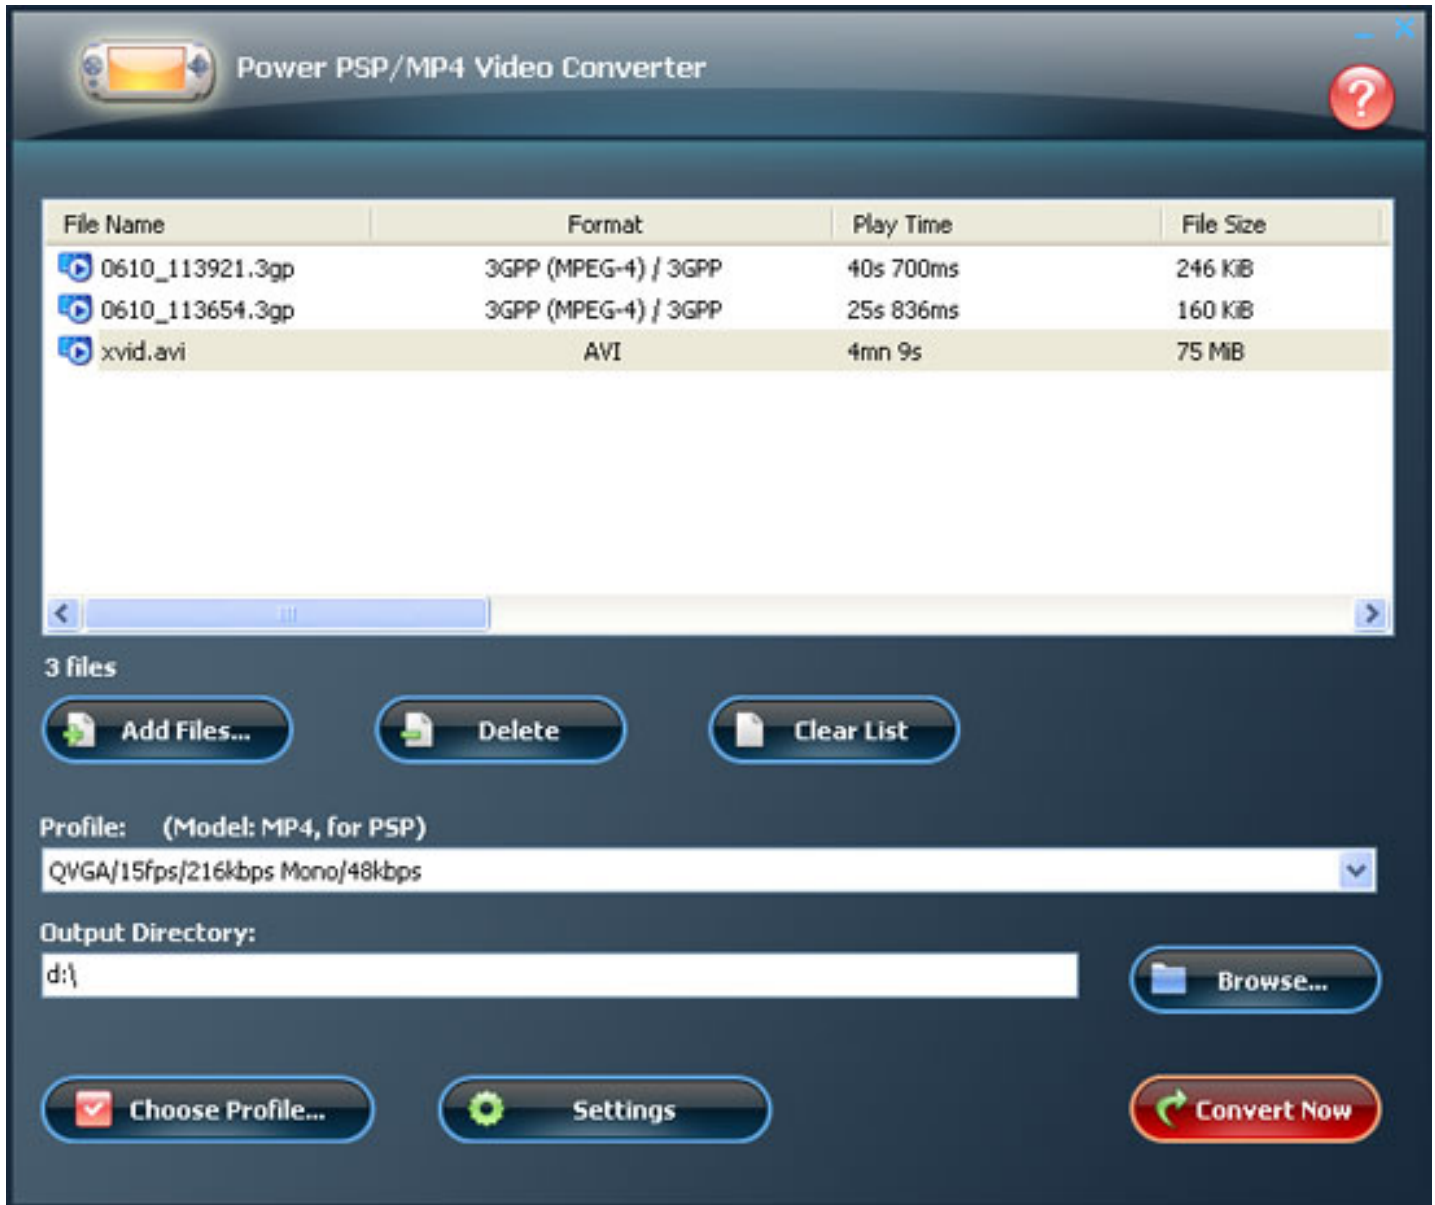 Power PSP/MP4 Video Converter
?
File Name Format Play Time File Size
0610_113921.3gp 3GPP (MPEG-4) / 3GPP 40s 700ms 246 KiB
0610_113654.3gp 3GPP (MPEG-4) / 3GPP 25s 836ms 160 KiB
xvid.avi AVI 4mn 9s 75 MiB
3 files
Add Files... Delete Clear List
Profile: (Model: MP4, for PSP)
QVGA/15fps/216kbps Mono/48kbps
Output Directory:
d:\
Browse...
Choose Profile... Settings Convert Now